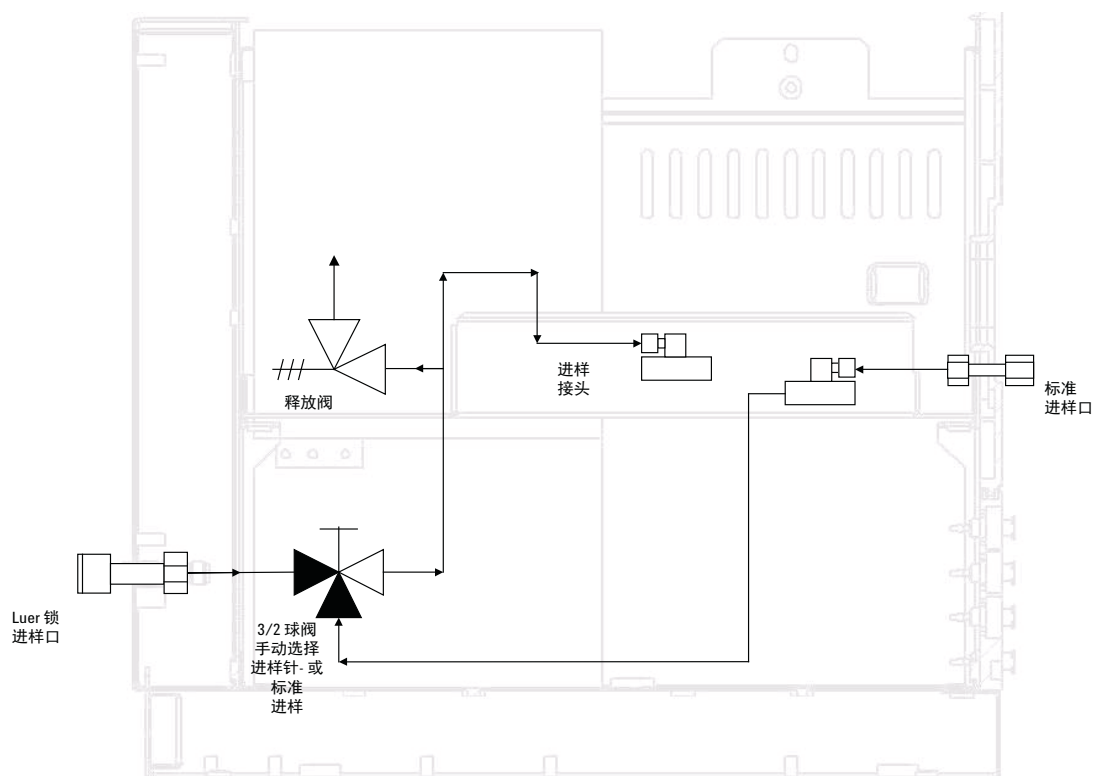 释放阀
进样
接头
标准
进样口
Luer 锁
进样口
3/2 球阀
手动选择
进样针- 或
标准
进样